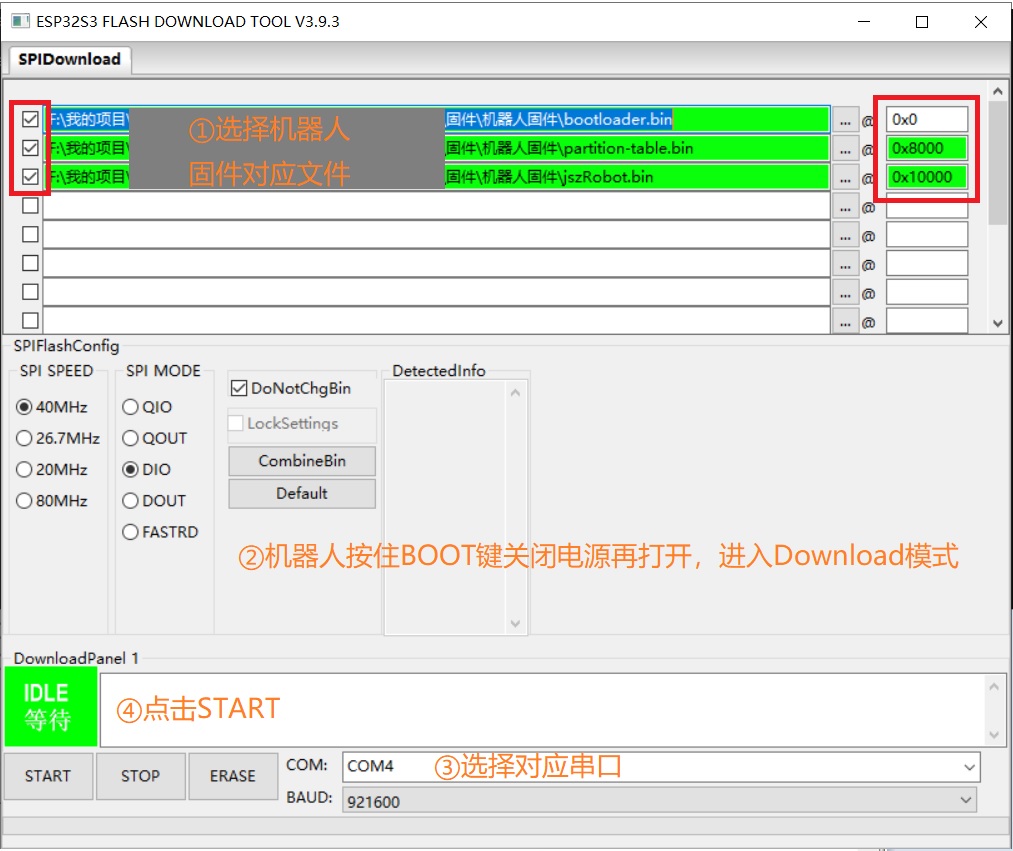 ESP32S3 FLASH DOWNLOAD TOOL V3.9.3
SPIDownload
F:\我的项目\ 固件\机器人固件\bootloader.bin ... @ 0x0
F:\我的项目\ 固件\机器人固件\partition-table.bin ... @ 0x8000
F:\我的项目\ 固件\机器人固件\jszRobot.bin ... @ 0x10000
①选择机器人
固件对应文件
... @
... @
... @
... @
... @
SPIFlashConfig
SPI SPEED
40MHz
26.7MHz
20MHz
80MHz
SPI MODE
QIO
QOUT
DIO
DOUT
FASTRD
DoNotChgBin
LockSettings
CombineBin
Default
DetectedInfo
②机器人按住BOOT键关闭电源再打开，进入Download模式
DownloadPanel 1
IDLE
等待
④点击START
START STOP ERASE
COM: COM4
③选择对应串口
BAUD: 921600